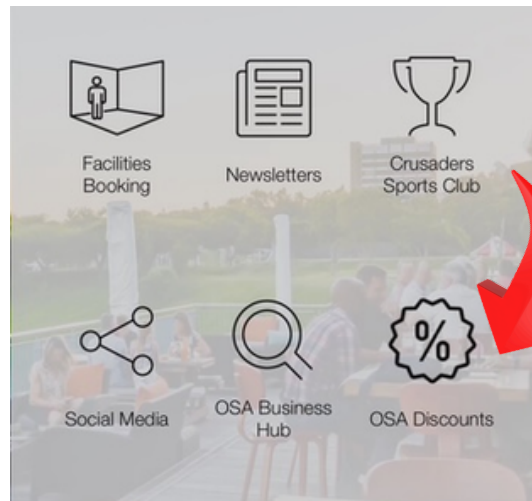 Facilities
Booking
Newsletters
Crusaders
Sports Club
%
Social Media
OSA Business
Hub
OSA Discounts